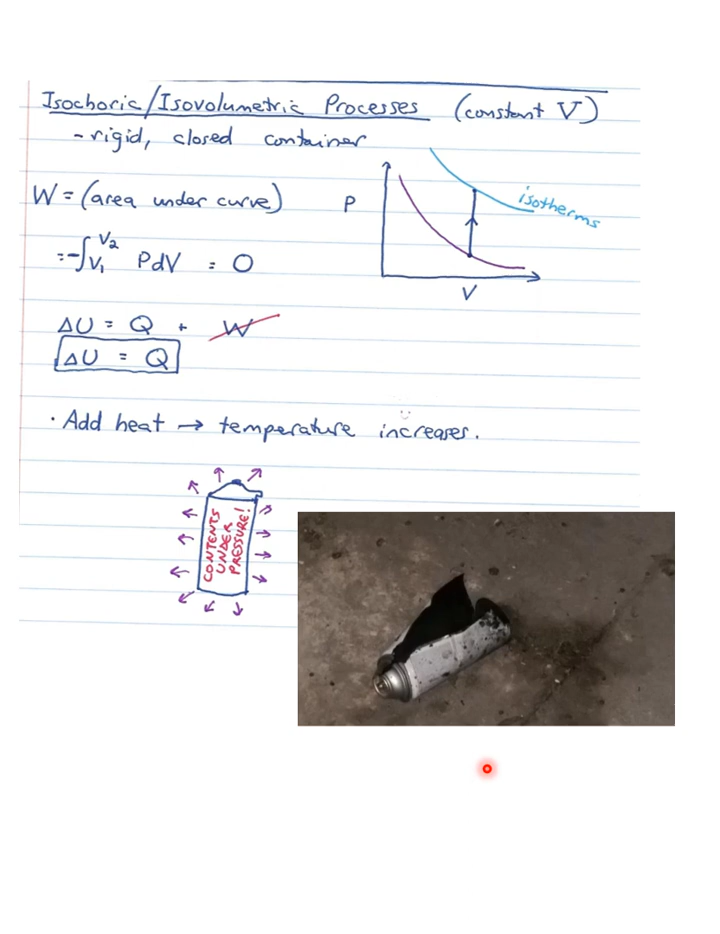 Isochoric/Isovolumetric Processes (constant V)
- rigid, closed container
W = (area under curve)
P
isotherms
V
= -∫V₁^V₂ PdV = 0
ΔU = Q + W
ΔU = Q
· Add heat → temperature increases.
CONTENTS
UNDER
PRESSURE!